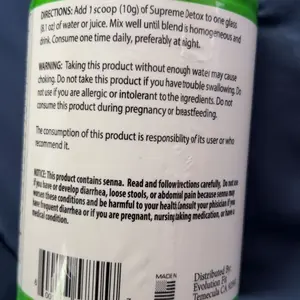 DIRECTIONS: Add 1 scoop (10g) of Supreme Detox to one glass
(8.1 oz) of water or juice. Mix well until blend is homogeneous and
drink. Consume one time daily, preferably at night.
WARNING: Taking this product without enough water may cause
choking. Do not take this product if you have trouble swallowing. Do
not use if you are allergic or intolerant to the ingredients. Do not
consume this product during pregnancy or breastfeeding.
The consumption of this product is responsibility of its user or who
recommend it.
NOTICE: This product contains senna. Read and follow directions carefully. Do not
if you have or develop diarrhea, loose stools, or abdominal pain because senna may
worsen these conditions and be harmful to your health. Consult your physician if you
have frequent diarrhea or if you are pregnant, nursing taking medication, or have a
medical condition.
MADE IN
Distributed By:
Evolution
Temecula CA